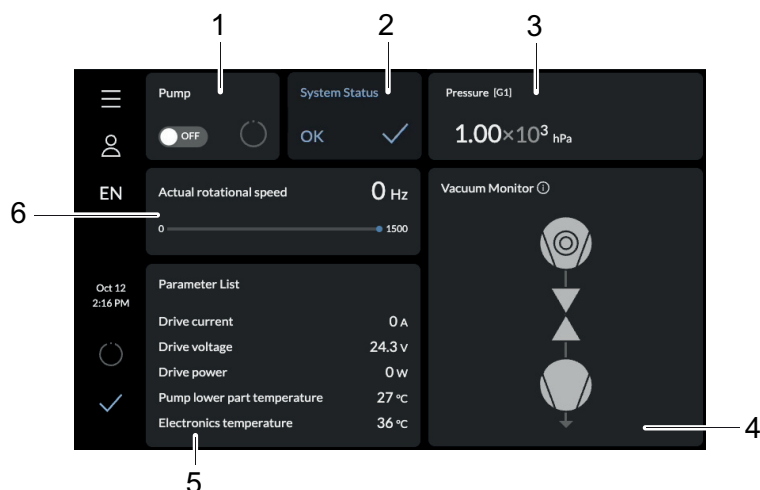 1
2
3
Pump
OFF
System Status
OK
Pressure [G1]
1.00×10³ hPa
EN
Oct 12
2:16 PM
6
Actual rotational speed
0 Hz
0
1500
Parameter List
Drive current 0 A
Drive voltage 24.3 V
Drive power 0 W
Pump lower part temperature 27 °C
Electronics temperature 36 °C
Vacuum Monitor
4
5